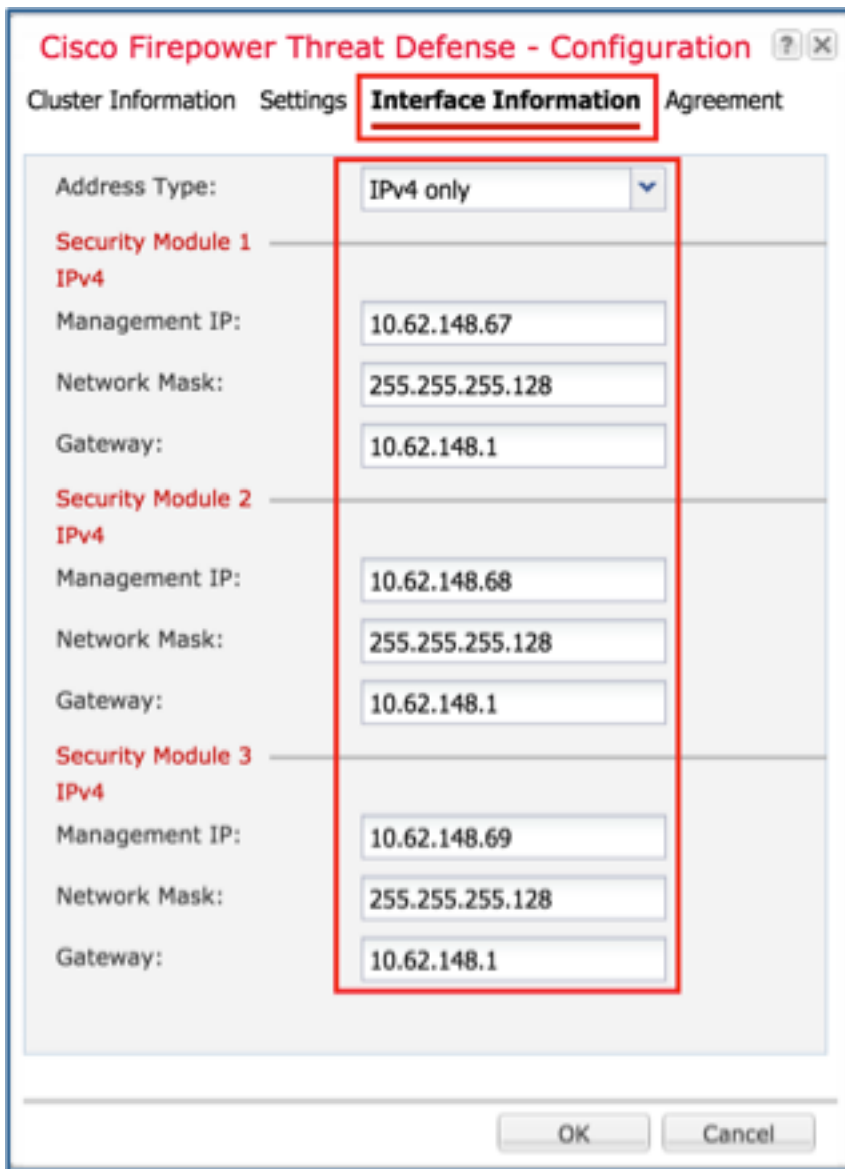 Cisco Firepower Threat Defense - Configuration ? X
Cluster Information Settings Interface Information Agreement
Address Type: IPv4 only
Security Module 1
IPv4
Management IP: 10.62.148.67
Network Mask: 255.255.255.128
Gateway: 10.62.148.1
Security Module 2
IPv4
Management IP: 10.62.148.68
Network Mask: 255.255.255.128
Gateway: 10.62.148.1
Security Module 3
IPv4
Management IP: 10.62.148.69
Network Mask: 255.255.255.128
Gateway: 10.62.148.1
OK Cancel